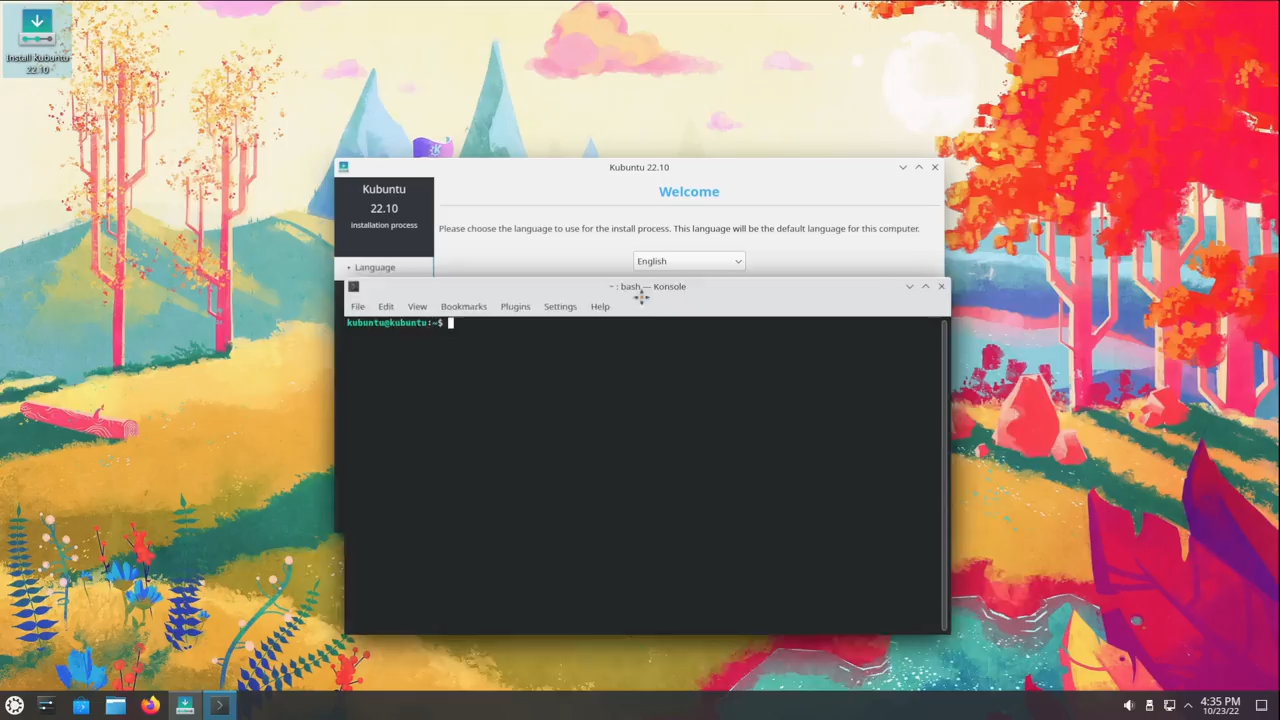 Install Kubuntu
22.10
Kubuntu 22.10
Kubuntu
22.10
installation process
Language
Welcome
Please choose the language to use for the install process. This language will be the default language for this computer.
English
~ : bash — Konsole
File Edit View Bookmarks Plugins Settings Help
kubuntu@kubuntu:~$
4:35 PM
10/23/22